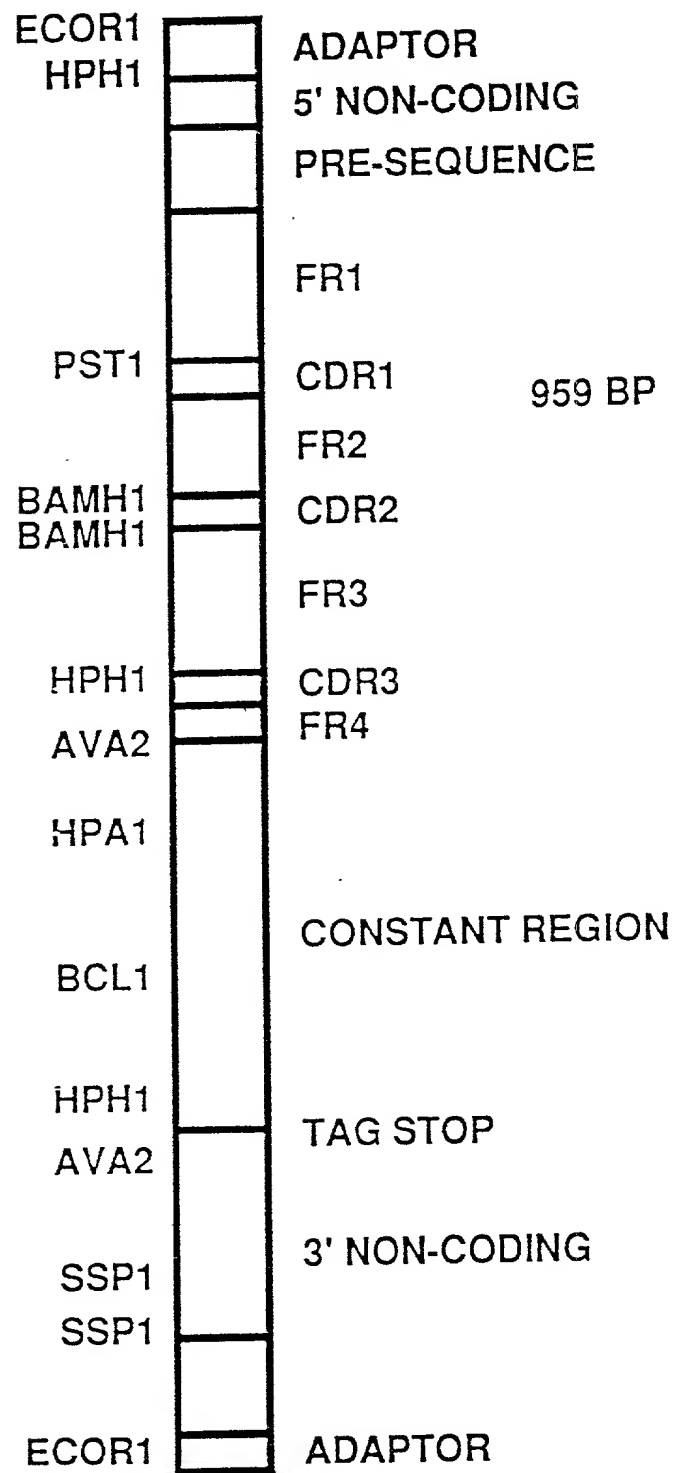 ECOR1
ADAPTOR
HPH1
5' NON-CODING
PRE-SEQUENCE
FR1
PST1
CDR1
959 BP
FR2
BAMH1
CDR2
BAMH1
FR3
HPH1
CDR3
FR4
AVA2
HPA1
CONSTANT REGION
BCL1
HPH1
TAG STOP
AVA2
3' NON-CODING
SSP1
SSP1
ECOR1
ADAPTOR